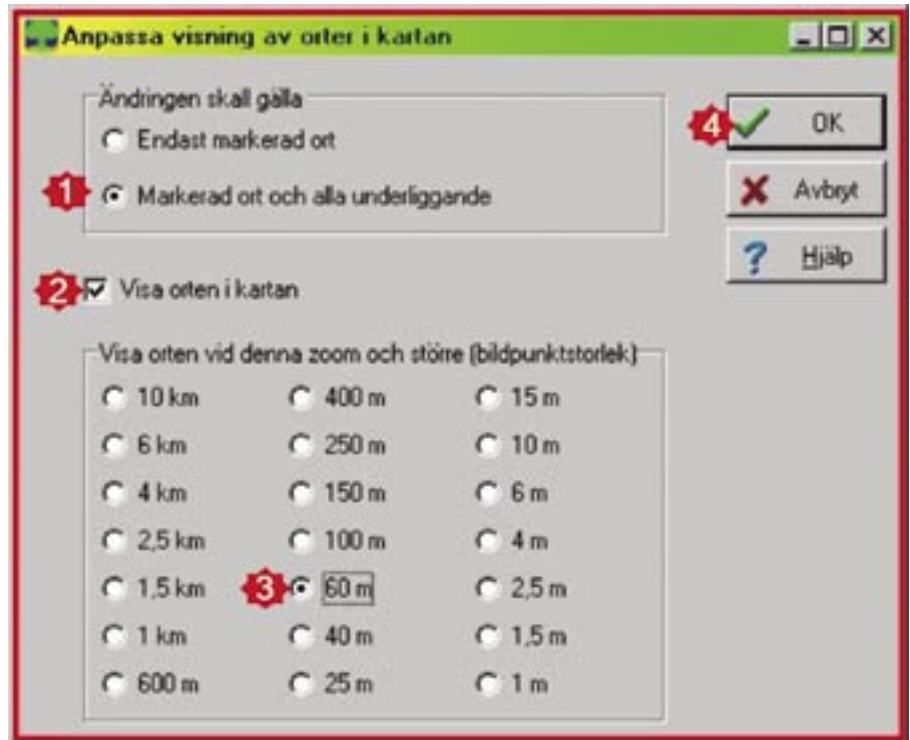 Anpassa visning av orter i kartan
Ändringen skall gälla
Endast markerad ort
1 Markerad ort och alla underliggande
4 OK
Avbryt
? Hjälp
2 Visa orten i kartan
Visa orten vid denna zoom och större (bildpunktstorlek)
10 km 400 m 15 m
6 km 250 m 10 m
4 km 150 m 6 m
2,5 km 100 m 4 m
1,5 km 3 60 m 2,5 m
1 km 40 m 1,5 m
600 m 25 m 1 m